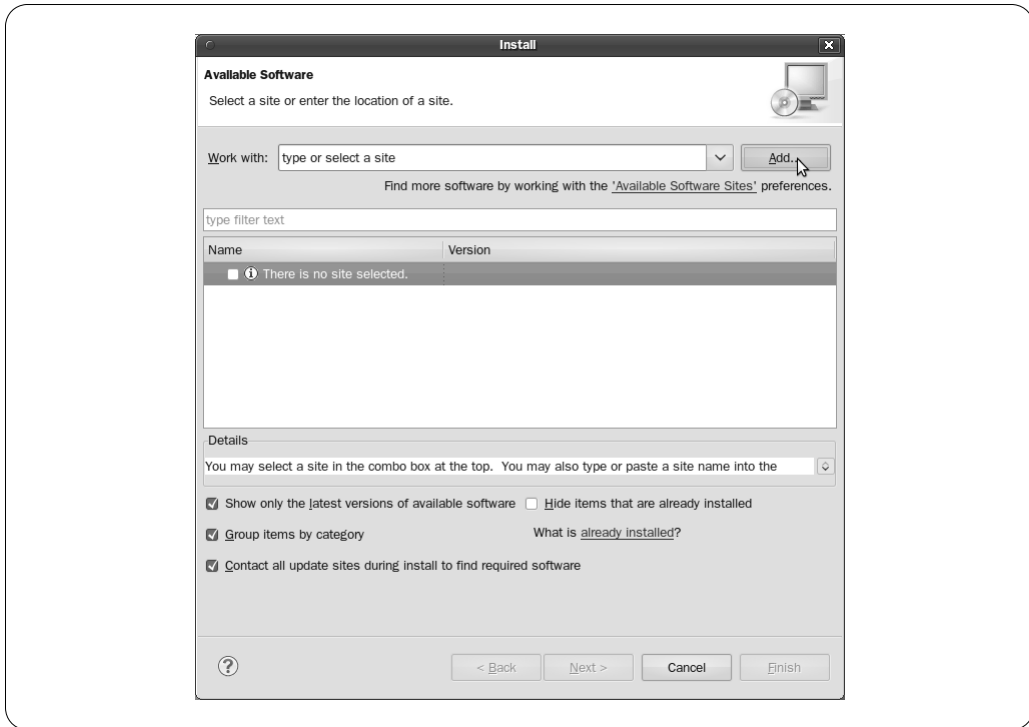 Install
Available Software
Select a site or enter the location of a site.
Work with: type or select a site Add...
Find more software by working with the 'Available Software Sites' preferences.
type filter text
Name Version
There is no site selected.
Details
You may select a site in the combo box at the top. You may also type or paste a site name into the
Show only the latest versions of available software Hide items that are already installed
Group items by category What is already installed?
Contact all update sites during install to find required software
? < Back Next > Cancel Finish